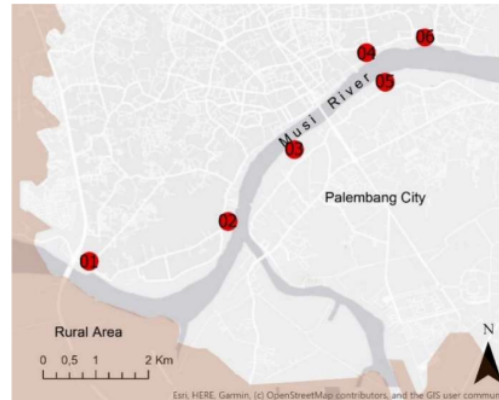 06
04
05
Musi River
03
Palembang City
02
01
Rural Area
N
0 0,5 1 2 Km
Esri, HERE, Garmin, (c) OpenStreetMap contributors, and the GIS user commun